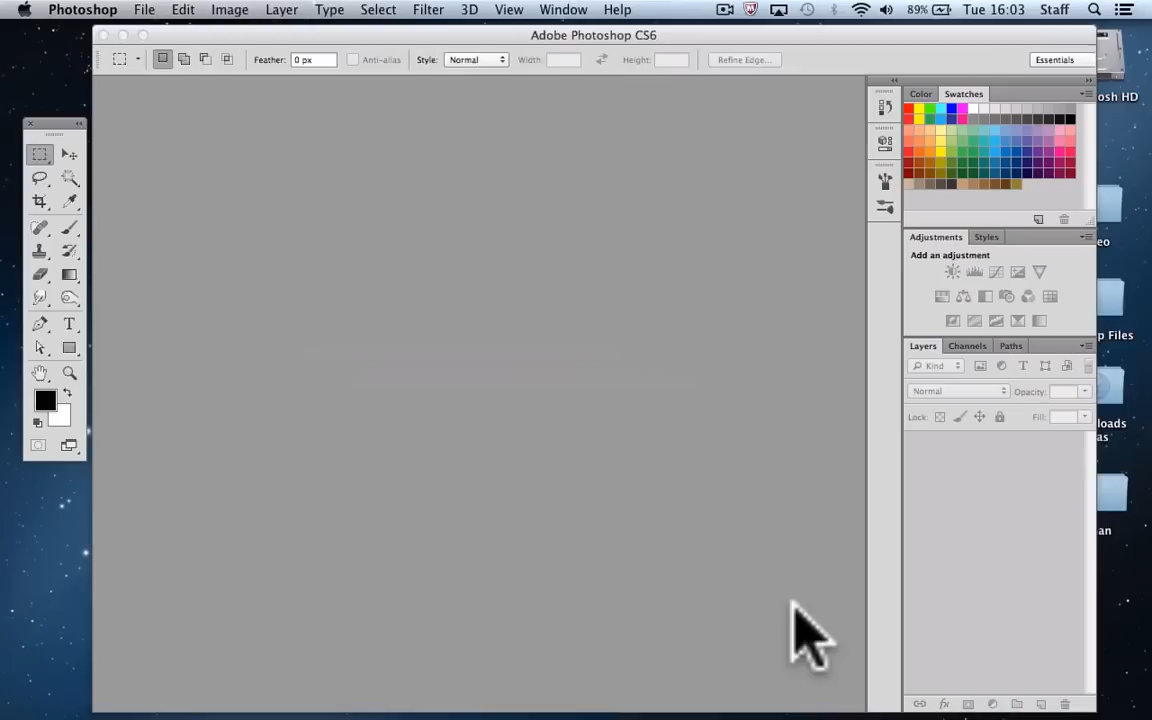 Photoshop File Edit Image Layer Type Select Filter 3D View Window Help 89% Tue 16:03 Staff
Adobe Photoshop CS6
Feather: 0 px Anti-alias Style: Normal Width: Height: Refine Edge... Essentials
Color Swatches
osh HD
Adjustments Styles
eo
Add an adjustment
p Files
Layers Channels Paths
Kind T
Normal Opacity:
Lock: Fill:
loads
as
an
T